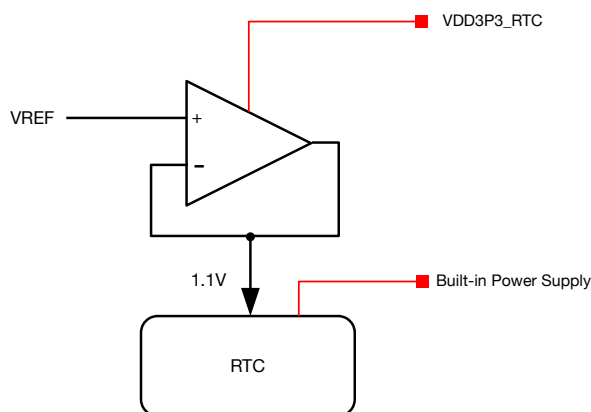 VDD3P3_RTC
VREF
+
-
1.1V
Built-in Power Supply
RTC